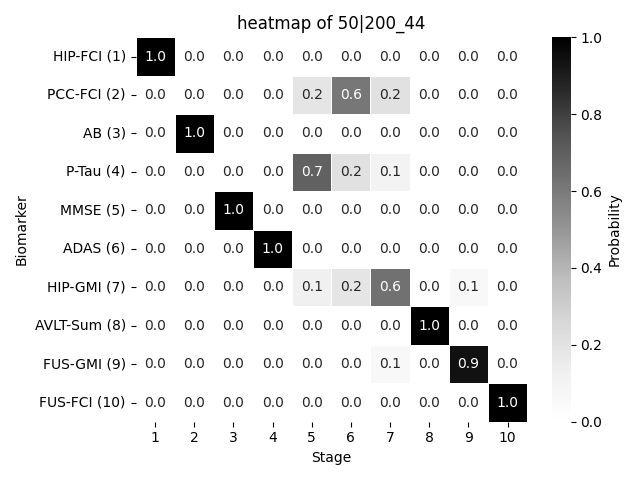 heatmap of 50|200_44
HIP-FCI (1) 1.0 0.0 0.0 0.0 0.0 0.0 0.0 0.0 0.0 0.0
PCC-FCI (2) 0.0 0.0 0.0 0.0 0.2 0.6 0.2 0.0 0.0 0.0
AB (3) 0.0 1.0 0.0 0.0 0.0 0.0 0.0 0.0 0.0 0.0
P-Tau (4) 0.0 0.0 0.0 0.0 0.7 0.2 0.1 0.0 0.0 0.0
MMSE (5) 0.0 0.0 1.0 0.0 0.0 0.0 0.0 0.0 0.0 0.0
ADAS (6) 0.0 0.0 0.0 1.0 0.0 0.0 0.0 0.0 0.0 0.0
HIP-GMI (7) 0.0 0.0 0.0 0.0 0.1 0.2 0.6 0.0 0.1 0.0
AVLT-Sum (8) 0.0 0.0 0.0 0.0 0.0 0.0 0.0 1.0 0.0 0.0
FUS-GMI (9) 0.0 0.0 0.0 0.0 0.0 0.0 0.1 0.0 0.9 0.0
FUS-FCI (10) 0.0 0.0 0.0 0.0 0.0 0.0 0.0 0.0 0.0 1.0
1 2 3 4 5 6 7 8 9 10
Stage
Biomarker
1.0
0.8
0.6
0.4
0.2
0.0
Probability